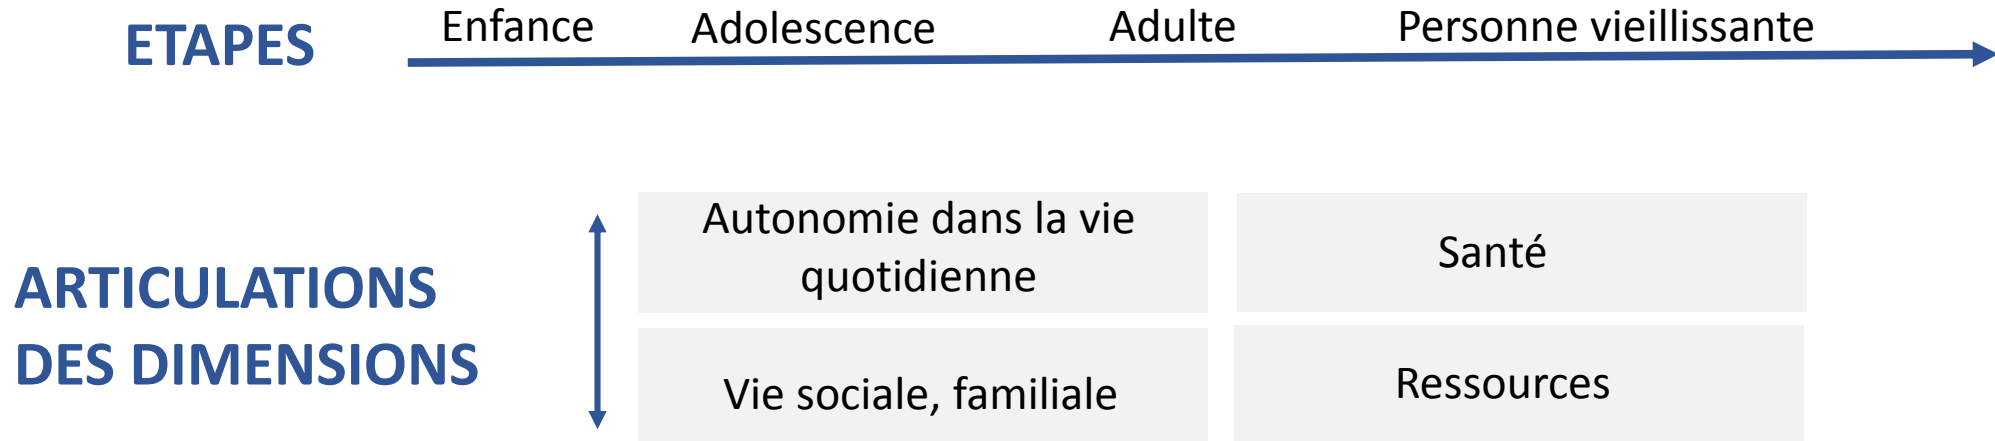 ETAPES
Enfance
Adolescence
Adulte
Personne vieillissante
ARTICULATIONS
DES DIMENSIONS
Autonomie dans la vie
quotidienne
Santé
Vie sociale, familiale
Ressources